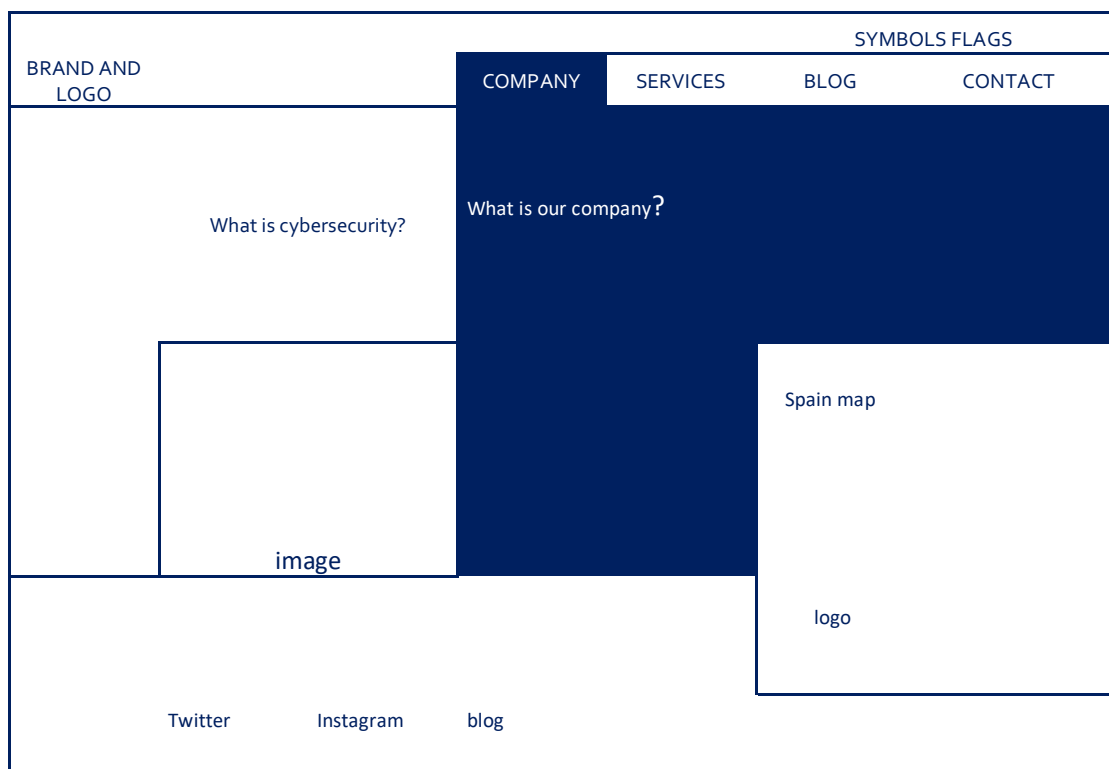 SYMBOLS FLAGS
BRAND AND
LOGO
COMPANY
SERVICES
BLOG
CONTACT
What is cybersecurity?
What is our company?
Spain map
image
logo
Twitter
Instagram
blog